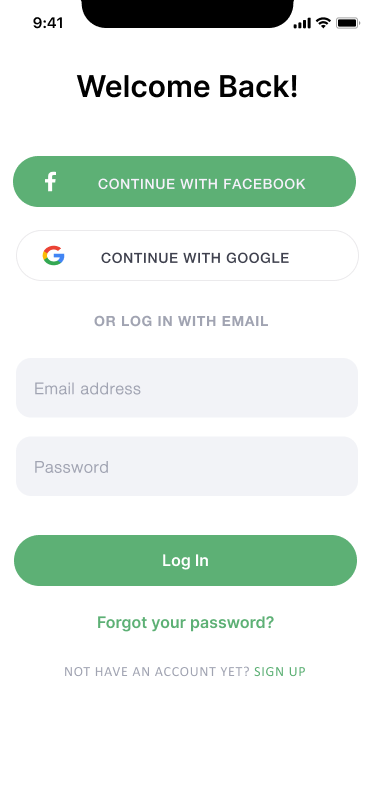 9:41
Welcome Back!
CONTINUE WITH FACEBOOK
CONTINUE WITH GOOGLE
OR LOG IN WITH EMAIL
Email address
Password
Log In
Forgot your password?
NOT HAVE AN ACCOUNT YET? SIGN UP